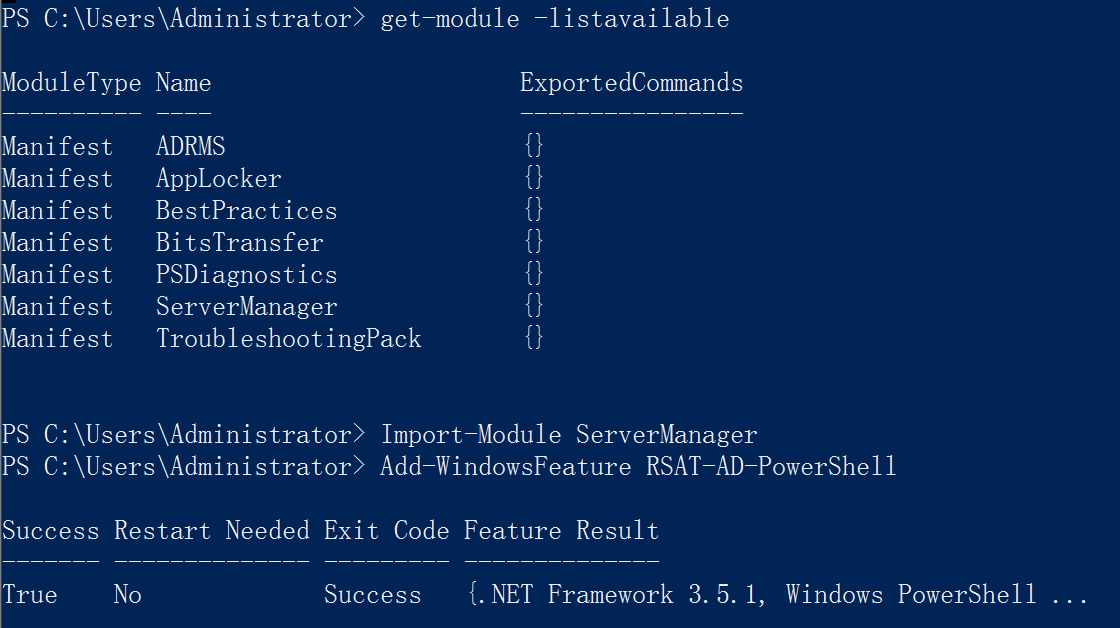 PS C:\Users\Administrator> get-module -listavailable
ModuleType Name ExportedCommands
---------- ---- ----------------
Manifest ADRMS {}
Manifest AppLocker {}
Manifest BestPractices {}
Manifest BitsTransfer {}
Manifest PSDiagnostics {}
Manifest ServerManager {}
Manifest TroubleshootingPack {}
PS C:\Users\Administrator> Import-Module ServerManager
PS C:\Users\Administrator> Add-WindowsFeature RSAT-AD-PowerShell
Success Restart Needed Exit Code Feature Result
------- -------------- --------- --------------
True No Success {.NET Framework 3.5.1, Windows PowerShell ...